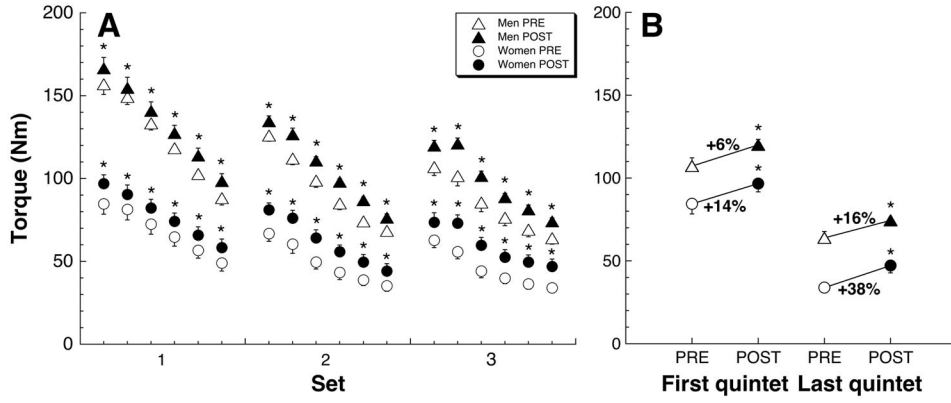 A
Torque (Nm)
200
150
100
50
0
Men PRE
Men POST
Women PRE
Women POST
* * * * * *
* * * * * *
* * * * * *
* * * * * *
* * * * * *
* * * * * *
1 2 3
Set
B
200
150
100
50
0
*
+6%
*
+14%
*
+16%
*
+38%
PRE POST PRE POST
First quintet Last quintet